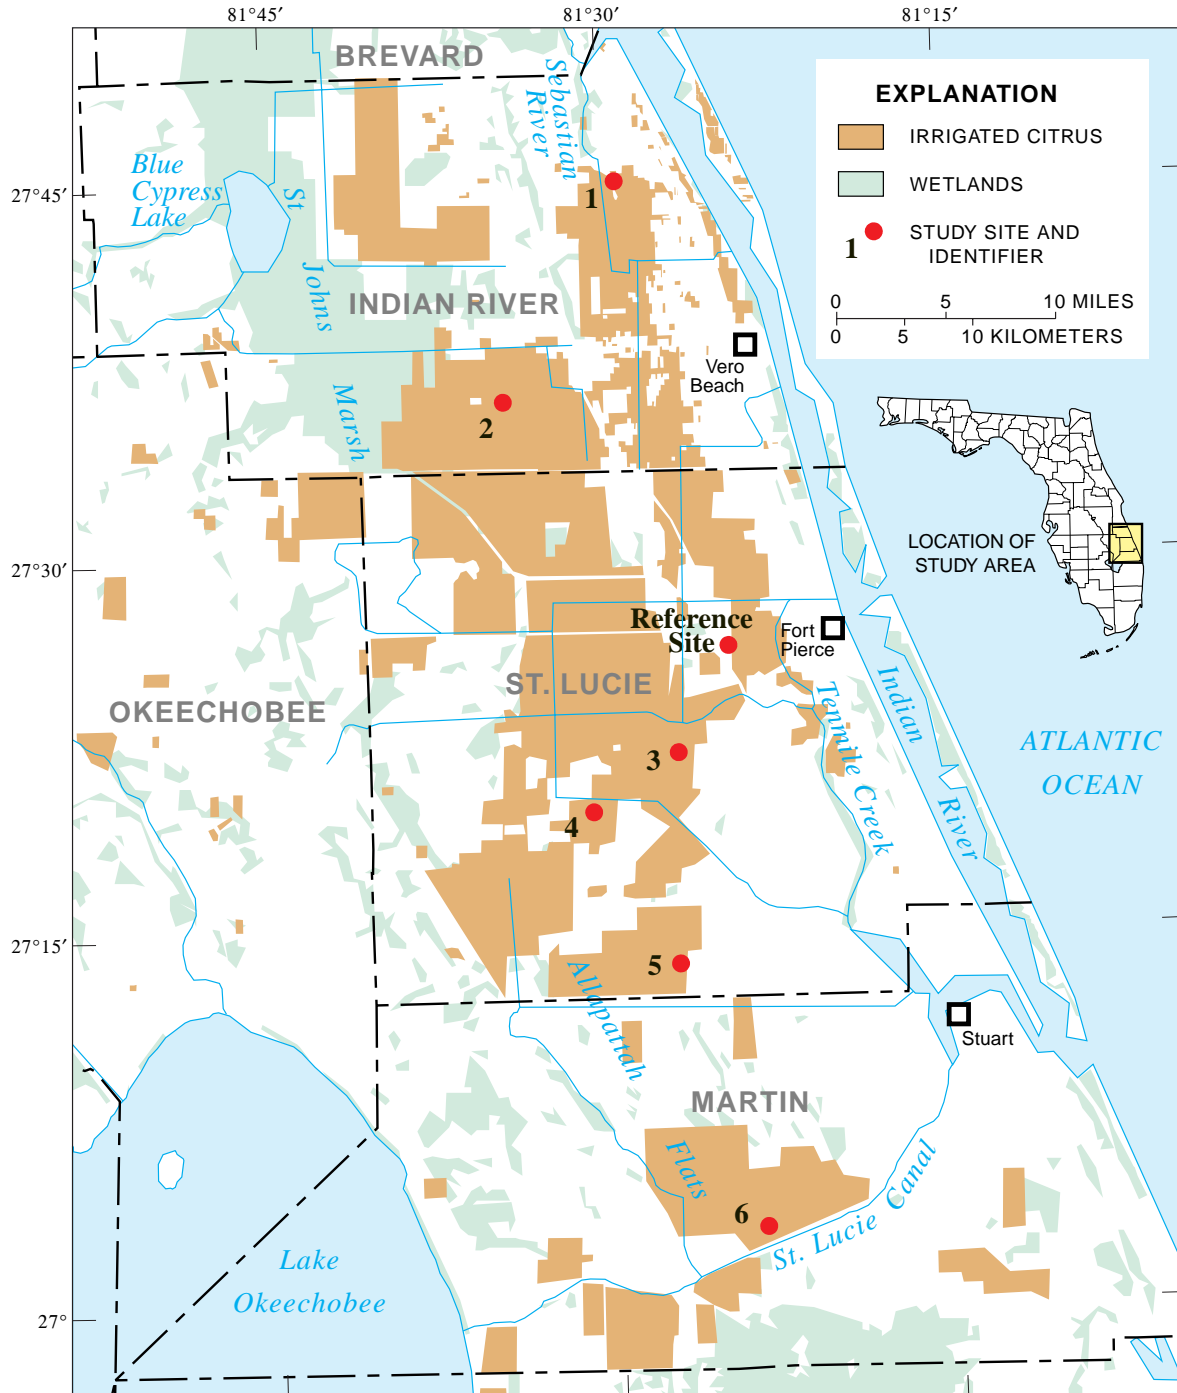 81°45′
81°30′
81°15′
27°45′
27°30′
27°15′
27°
BREVARD
Sebastian
River
Blue
Cypress
Lake
St
Johns
Marsh
INDIAN RIVER
1
2
Vero
Beach
EXPLANATION
IRRIGATED CITRUS
WETLANDS
1
STUDY SITE AND
IDENTIFIER
0 5 10 MILES
0 5 10 KILOMETERS
LOCATION OF
STUDY AREA
Reference
Site
Fort
Pierce
ST. LUCIE
OKEECHOBEE
Tenmile Creek
Indian
River
ATLANTIC
OCEAN
3
4
5
Allapattah
Flats
Stuart
MARTIN
6
St. Lucie Canal
Lake
Okeechobee